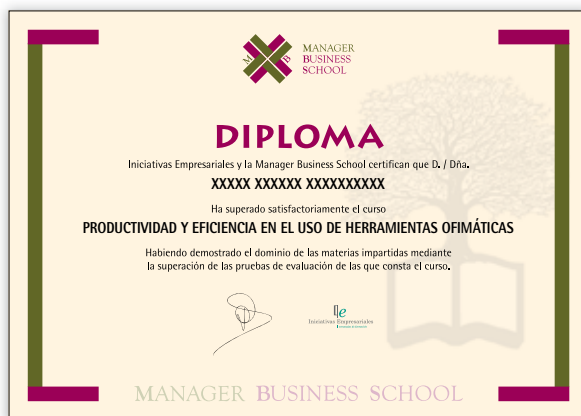 M B
MANAGER
BUSINESS
SCHOOL
DIPLOMA
Iniciativas Empresariales y la Manager Business School certifican que D. / Dña.
XXXXX XXXXXX XXXXXXXXXX
Ha superado satisfactoriamente el curso
PRODUCTIVIDAD Y EFICIENCIA EN EL USO DE HERRAMIENTAS OFIMÁTICAS
Habiendo demostrado el dominio de las materias impartidas mediante
la superación de las pruebas de evaluación de las que consta el curso.
Ie
Iniciativas Empresariales
MANAGER BUSINESS SCHOOL